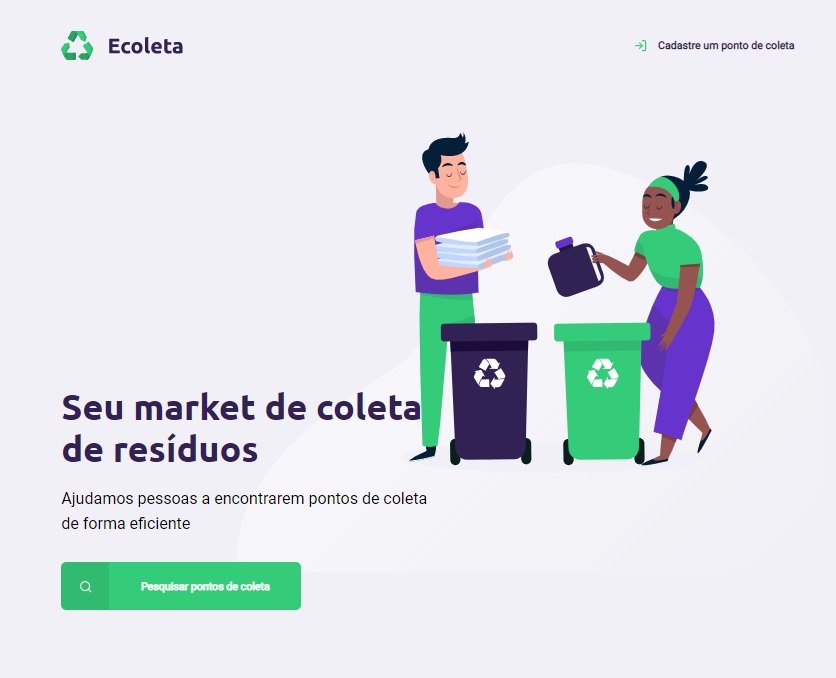 Ecoleta
Cadastre um ponto de coleta
Seu market de coleta
de resíduos
Ajudamos pessoas a encontrarem pontos de coleta
de forma eficiente
Pesquisar pontos de coleta